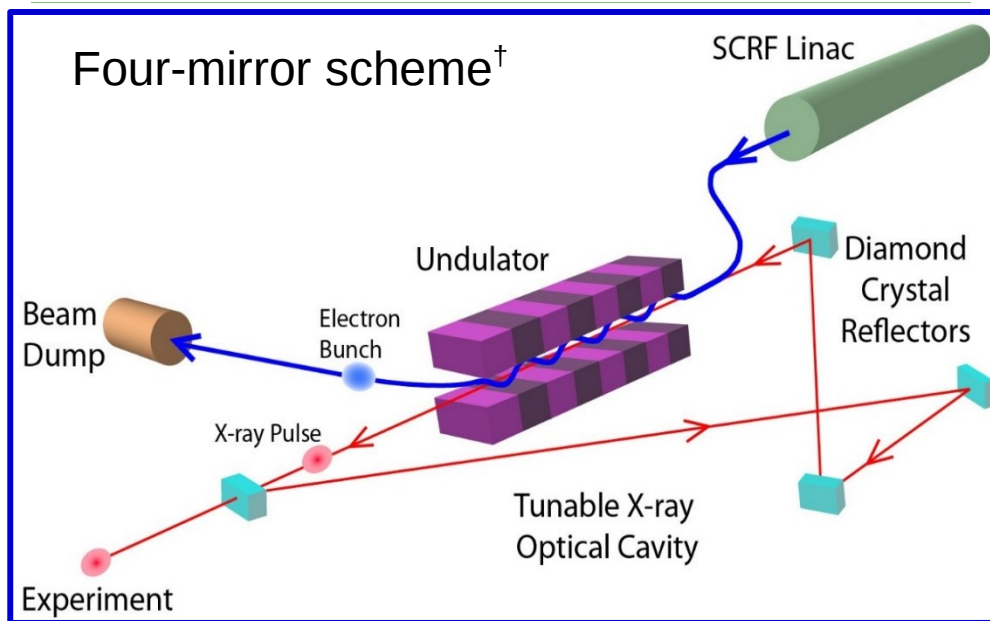 Four-mirror scheme†
SCRF Linac
Undulator
Diamond
Crystal
Reflectors
Beam
Dump
Electron
Bunch
X-ray Pulse
Tunable X-ray
Optical Cavity
Experiment